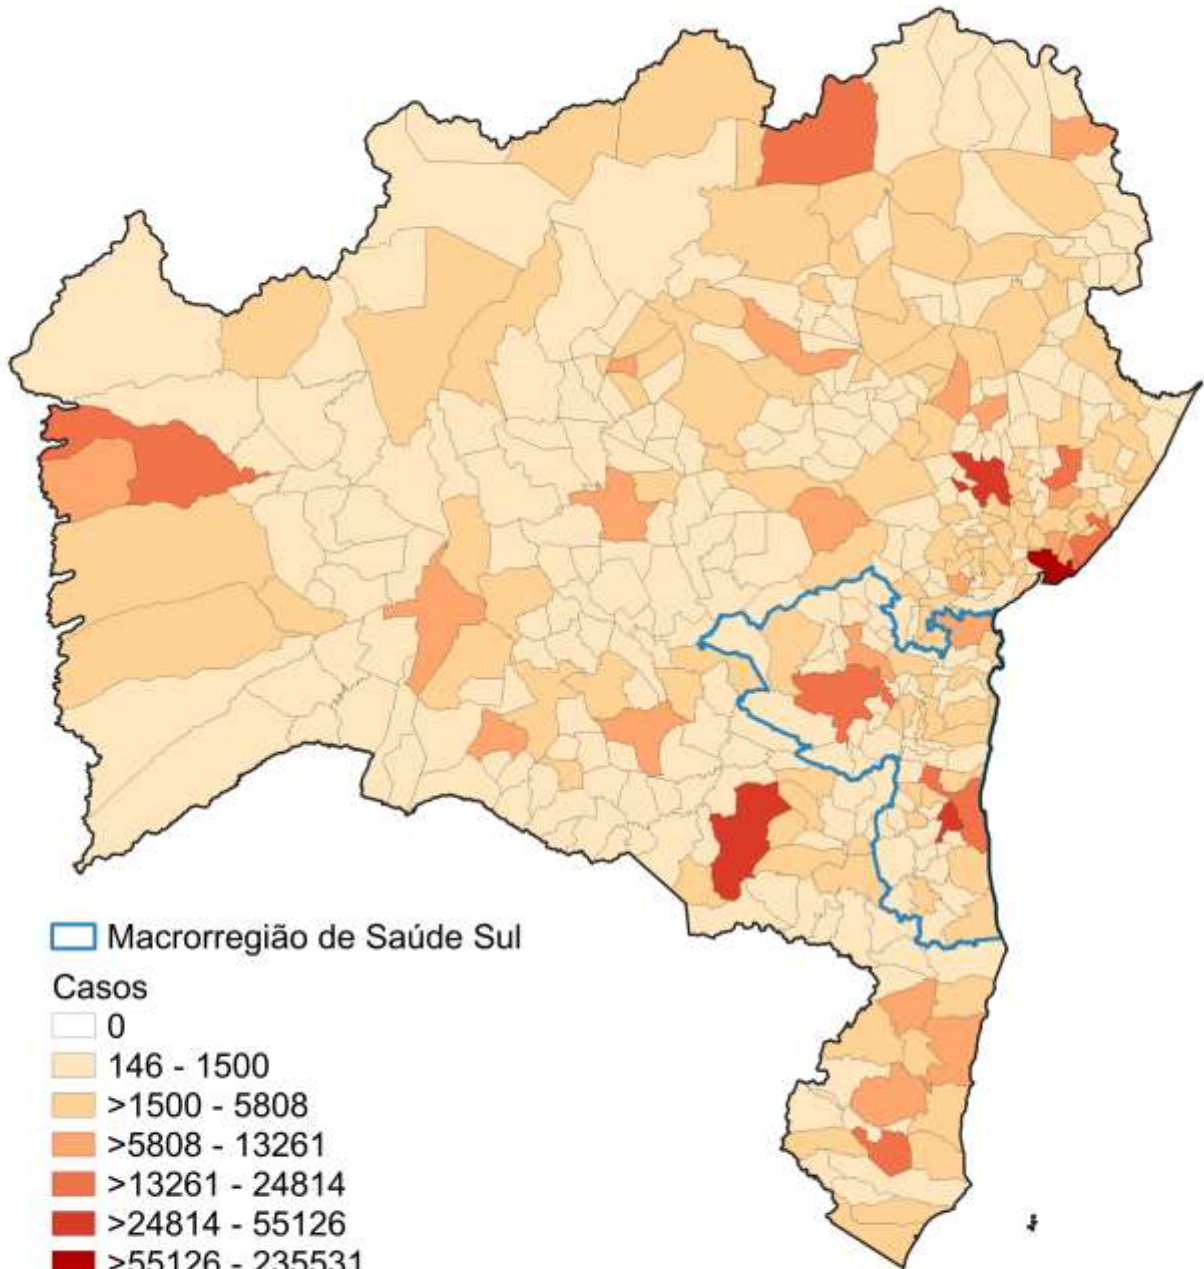 Macrorregião de Saúde Sul
Casos
0
146 - 1500
>1500 - 5808
>5808 - 13261
>13261 - 24814
>24814 - 55126
>55126 - 235531